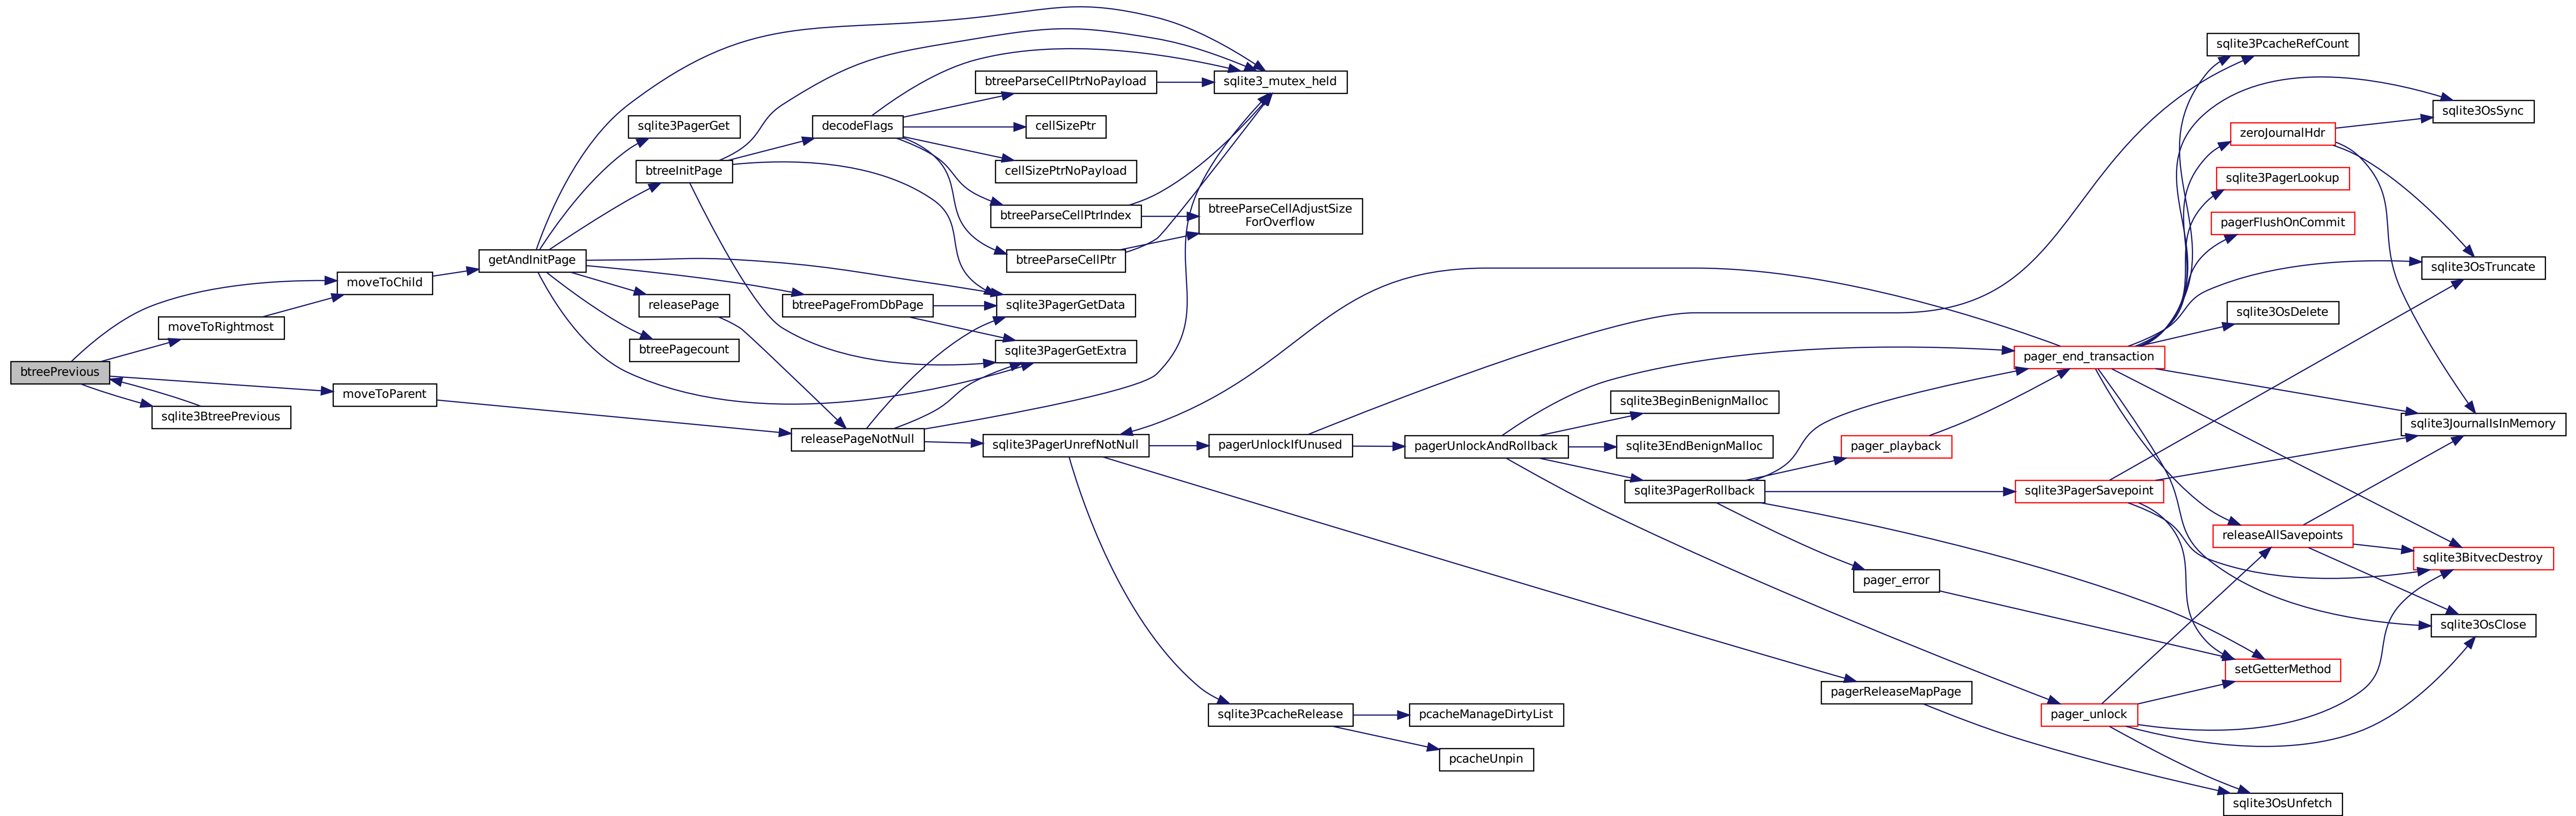 btreePrevious
moveToChild
moveToRightmost
moveToParent
sqlite3BtreePrevious
getAndInitPage
sqlite3PagerGet
btreeInitPage
releasePage
btreePagecount
decodeFlags
btreePageFromDbPage
releasePageNotNull
btreeParseCellPtrNoPayload
cellSizePtr
cellSizePtrNoPayload
btreeParseCellPtrIndex
btreeParseCellPtr
sqlite3PagerGetData
sqlite3PagerGetExtra
sqlite3PagerUnrefNotNull
sqlite3_mutex_held
btreeParseCellAdjustSize
ForOverflow
pagerUnlockIfUnused
sqlite3PcacheRelease
pagerUnlockAndRollback
pcacheManageDirtyList
pcacheUnpin
sqlite3BeginBenignMalloc
sqlite3EndBenignMalloc
sqlite3PagerRollback
pager_playback
pager_error
pagerReleaseMapPage
pager_end_transaction
sqlite3PagerSavepoint
pager_unlock
sqlite3PcacheRefCount
zeroJournalHdr
sqlite3PagerLookup
pagerFlushOnCommit
sqlite3OsDelete
releaseAllSavepoints
setGetterMethod
sqlite3OsUnfetch
sqlite3OsSync
sqlite3OsTruncate
sqlite3JournalIsInMemory
sqlite3BitvecDestroy
sqlite3OsClose